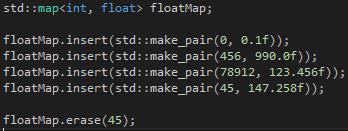 std::map<int, float> floatMap;
floatMap.insert(std::make_pair(0, 0.1f));
floatMap.insert(std::make_pair(456, 990.0f));
floatMap.insert(std::make_pair(78912, 123.456f));
floatMap.insert(std::make_pair(45, 147.258f));
floatMap.erase(45);